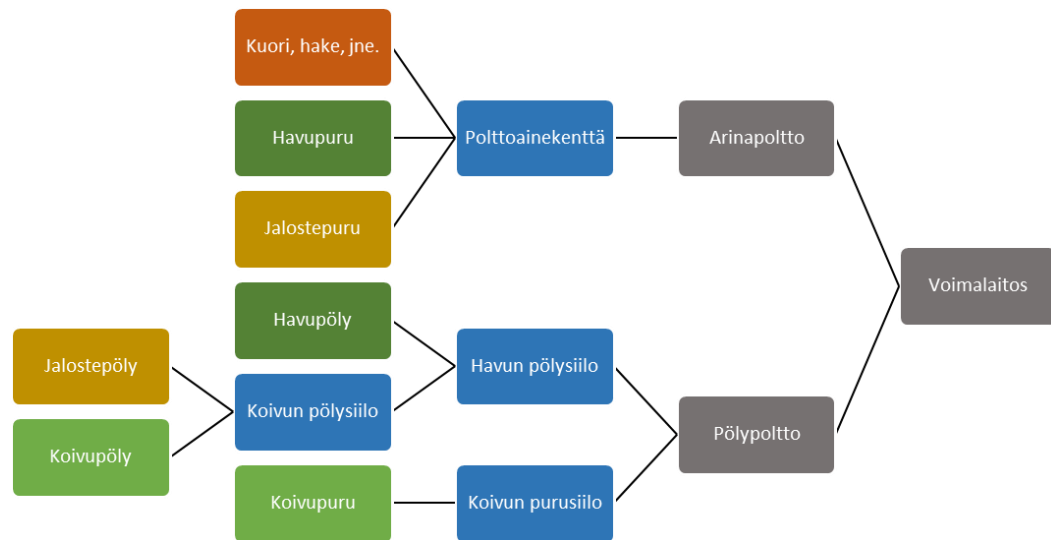 Kuori, hake, jne.
Havupuru
Polttoainekenttä
Arinapoltto
Jalostepuru
Voimalaitos
Havupöly
Jalostepöly
Havun pölysiilo
Koivun pölysiilo
Pölypoltto
Koivupöly
Koivupuru
Koivun purusiilo